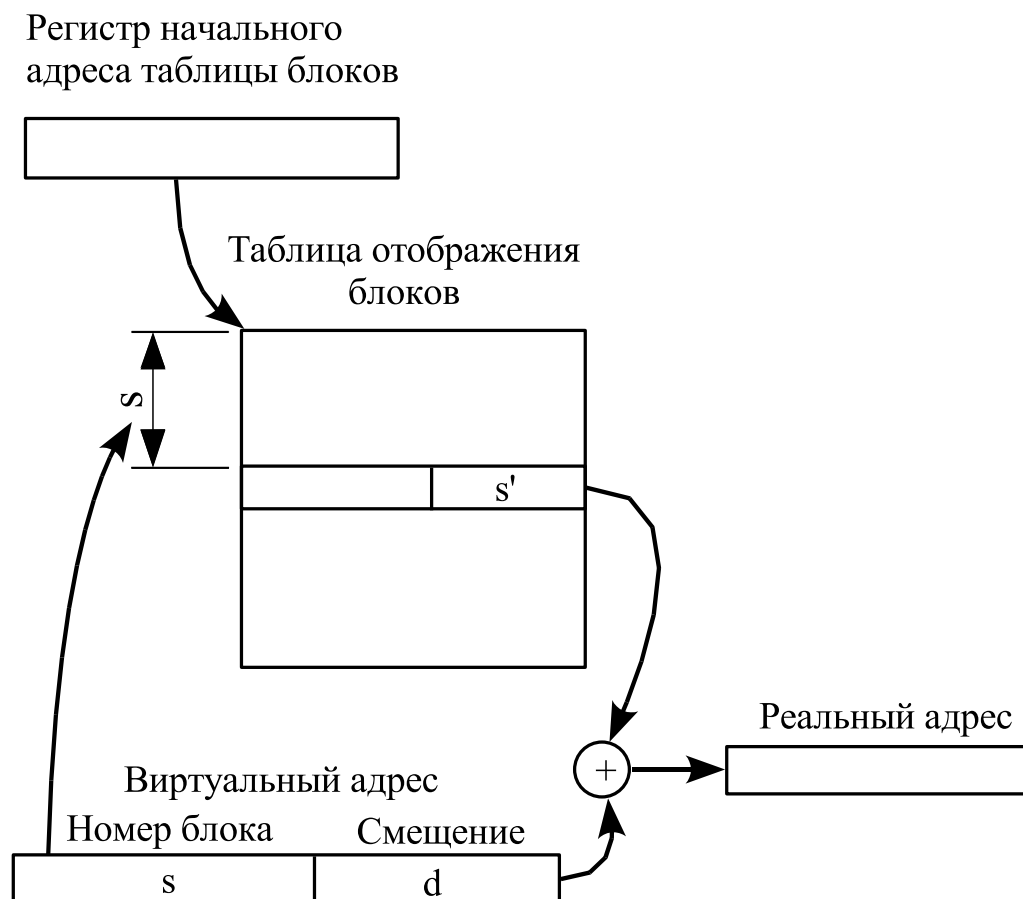 Регистр начального
адреса таблицы блоков
Таблица отображения
блоков
s
s'
Реальный адрес
+
Виртуальный адрес
Номер блока Смещение
s d